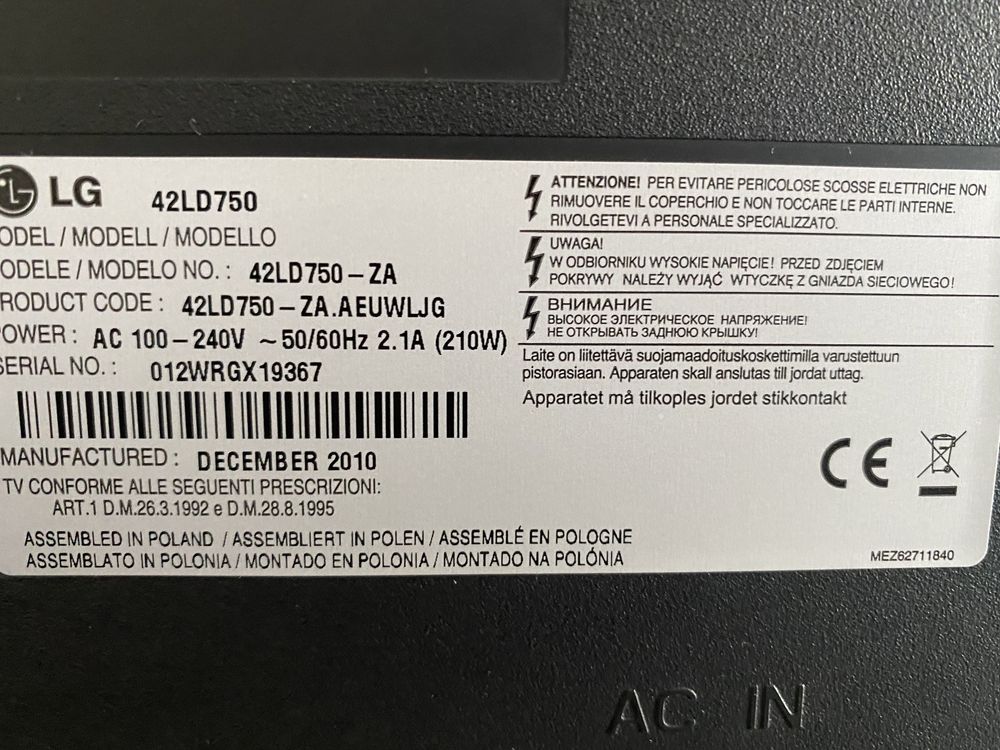 LG 42LD750
ODEL / MODELL / MODELLO
ODELE / MODELO NO. : 42LD750-ZA
RODUCT CODE : 42LD750-ZA.AEUWLJG
OWER : AC 100-240V ~50/60Hz 2.1A (210W)
SERIAL NO. : 012WRGX19367
MANUFACTURED : DECEMBER 2010
TV CONFORME ALLE SEGUENTI PRESCRIZIONI:
ART.1 D.M.26.3.1992 e D.M.28.8.1995
ASSEMBLED IN POLAND / ASSEMBLIERT IN POLEN / ASSEMBLÉ EN POLOGNE
ASSEMBLATO IN POLONIA / MONTADO EN POLONIA / MONTADO NA POLÓNIA
ATTENZIONE! PER EVITARE PERICOLOSE SCOSSE ELETTRICHE NON
RIMUOVERE IL COPERCHIO E NON TOCCARE LE PARTI INTERNE.
RIVOLGETEVI A PERSONALE SPECIALIZZATO.
UWAGA!
W ODBIORNIKU WYSOKIE NAPIĘCIE! PRZED ZDJĘCIEM
POKRYWY NALEŻY WYJĄĆ WTYCZKĘ Z GNIAZDA SIECIOWEGO!
ВНИМАНИЕ
ВЫСОКОЕ ЭЛЕКТРИЧЕСКОЕ НАПРЯЖЕНИЕ!
НЕ ОТКРЫВАТЬ ЗАДНЮЮ КРЫШКУ!
Laite on liitettävä suojamaadoituskoskettimilla varustettuun
pistorasiaan. Apparaten skall anslutas till jordat uttag.
Apparatet må tilkoples jordet stikkontakt
CE
MEZ62711840
AC IN